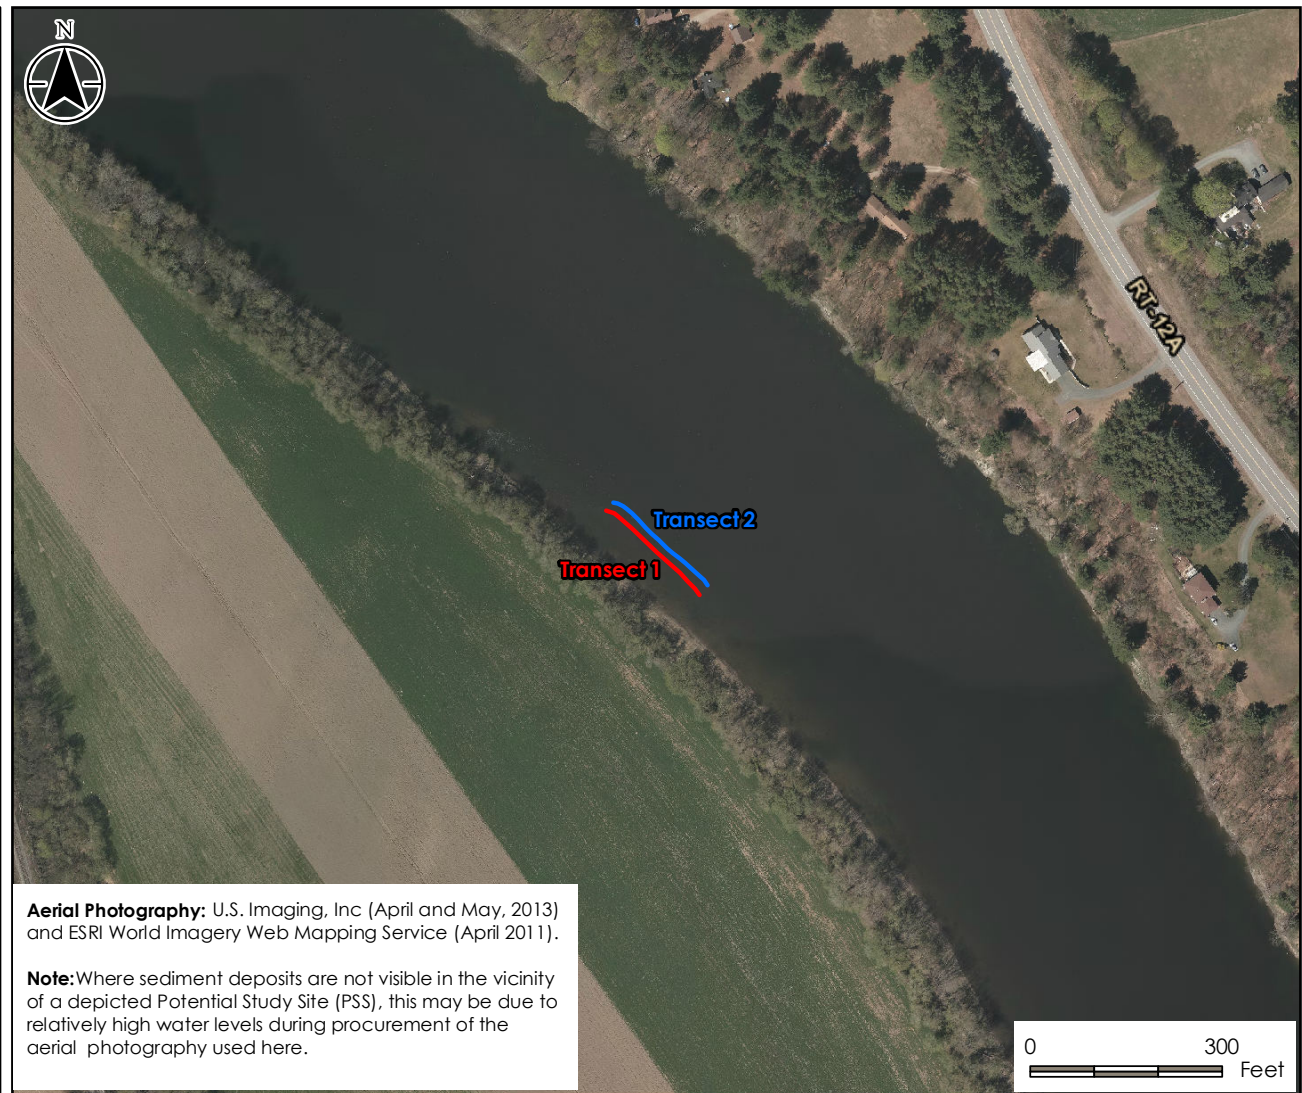 N
RT-12A
Transect 2
Transect 1
Aerial Photography: U.S. Imaging, Inc (April and May, 2013)
and ESRI World Imagery Web Mapping Service (April 2011).
Note:Where sediment deposits are not visible in the vicinity
of a depicted Potential Study Site (PSS), this may be due to
relatively high water levels during procurement of the
aerial photography used here.
0 300
Feet